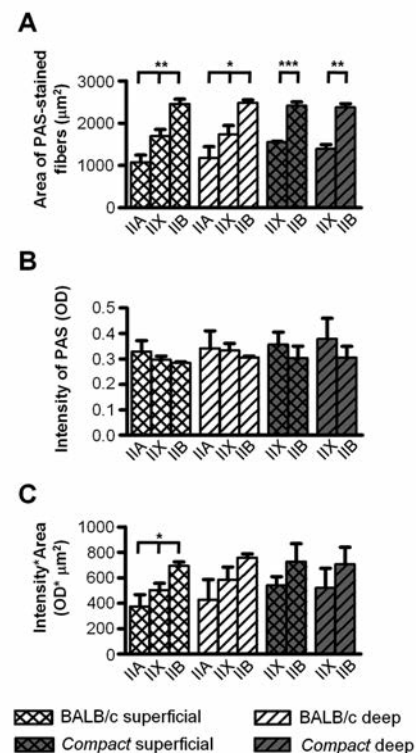 A
** * *** **
Area of PAS-stained
fibers (μm²)
3000
2000
1000
0
IIA IIX IIB IIA IIX IIB IIX IIB IIX IIB
B
Intensity of PAS (OD)
0.5
0.4
0.3
0.2
0.1
0.0
IIA IIX IIB IIA IIX IIB IIX IIB IIX IIB
C
*
Intensity*Area
(OD* μm²)
1000
800
600
400
200
0
IIA IIX IIB IIA IIX IIB IIX IIB IIX IIB
BALB/c superficial BALB/c deep
Compact superficial Compact deep